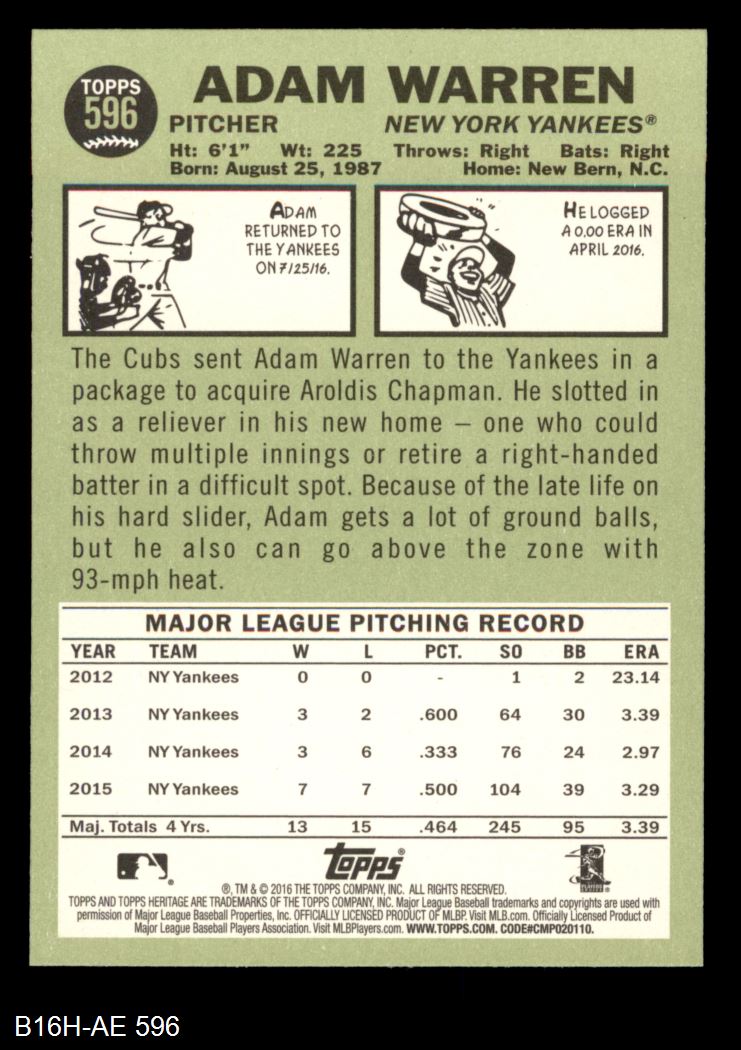 TOPPS
596
ADAM WARREN
PITCHER NEW YORK YANKEES®
Ht: 6'1" Wt: 225 Throws: Right Bats: Right
Born: August 25, 1987 Home: New Bern, N.C.
ADAM
RETURNED TO
THE YANKEES
ON 7/25/16.
HE LOGGED
A 0.00 ERA IN
APRIL 2016.
The Cubs sent Adam Warren to the Yankees in a
package to acquire Aroldis Chapman. He slotted in
as a reliever in his new home – one who could
throw multiple innings or retire a right-handed
batter in a difficult spot. Because of the late life on
his hard slider, Adam gets a lot of ground balls,
but he also can go above the zone with
93-mph heat.
MAJOR LEAGUE PITCHING RECORD
YEAR TEAM W L PCT. SO BB ERA
2012 NY Yankees 0 0 - 1 2 23.14
2013 NY Yankees 3 2 .600 64 30 3.39
2014 NY Yankees 3 6 .333 76 24 2.97
2015 NY Yankees 7 7 .500 104 39 3.29
Maj. Totals 4 Yrs. 13 15 .464 245 95 3.39
Topps®
®, TM & © 2016 THE TOPPS COMPANY, INC. ALL RIGHTS RESERVED.
TOPPS AND TOPPS HERITAGE ARE TRADEMARKS OF THE TOPPS COMPANY, INC. Major League Baseball trademarks and copyrights are used with
permission of Major League Baseball Properties, Inc. OFFICIALLY LICENSED PRODUCT OF MLBP. Visit MLB.com. Officially Licensed Product of
Major League Baseball Players Association. Visit MLBPlayers.com. WWW.TOPPS.COM. CODE#CMP020110.
B16H-AE 596